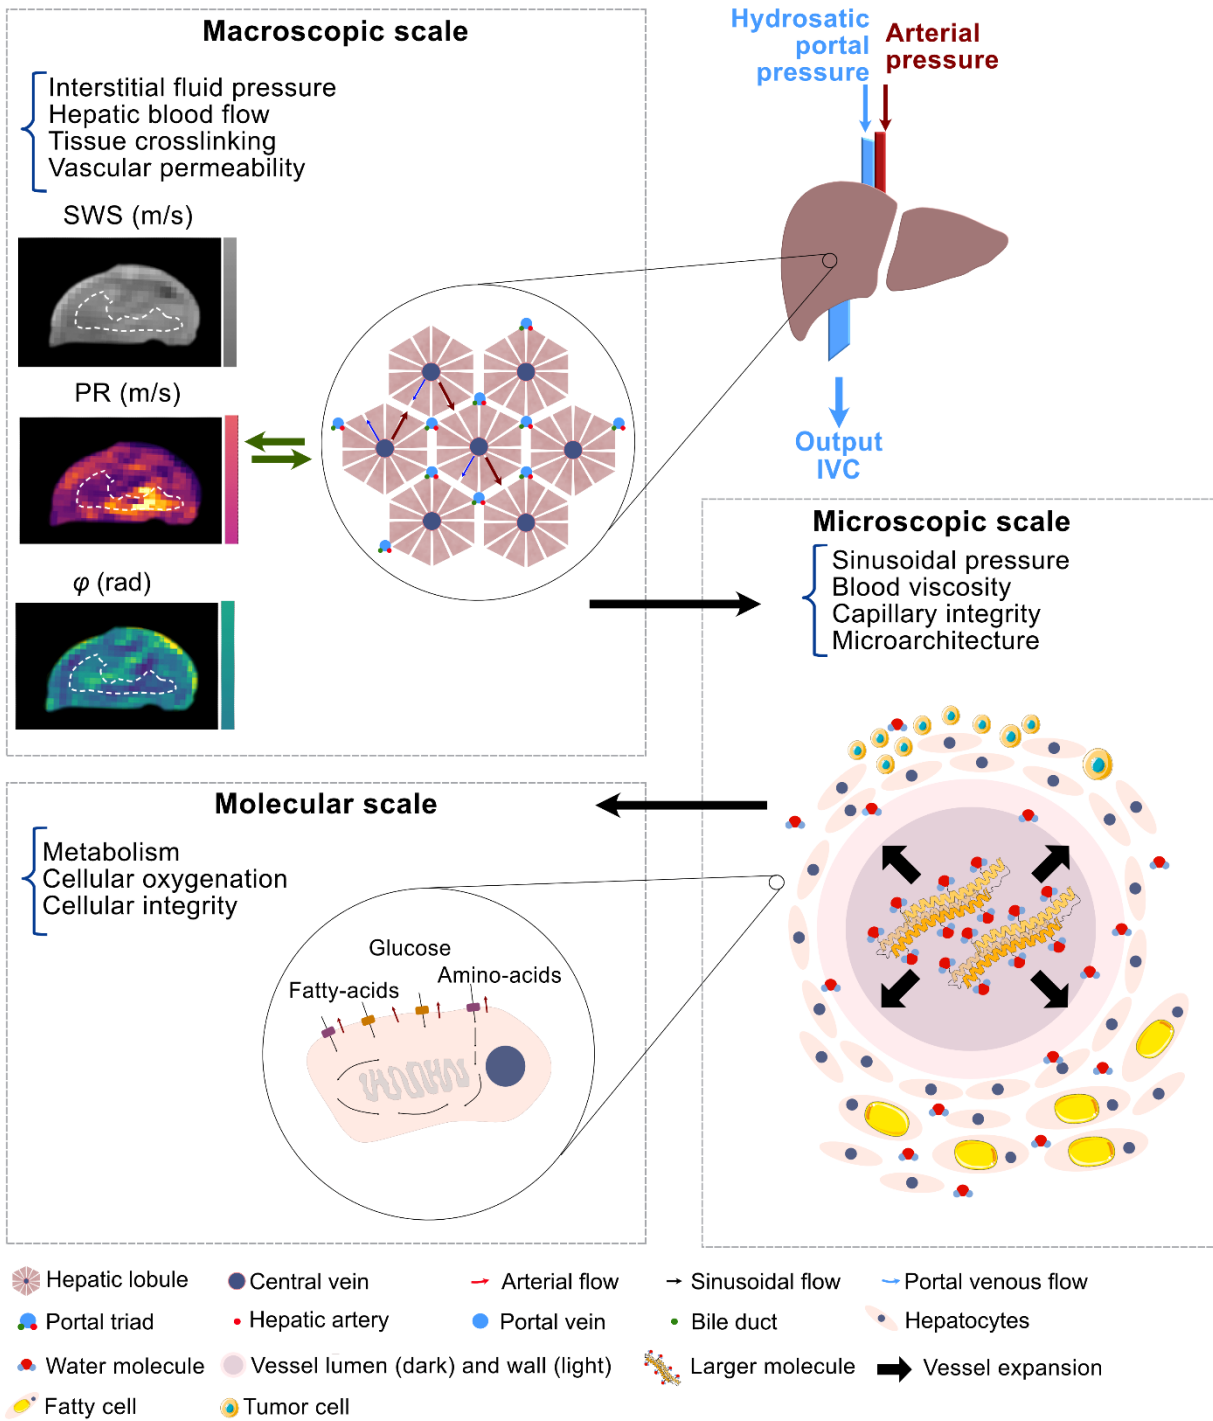 Macroscopic scale
Interstitial fluid pressure
Hepatic blood flow
Tissue crosslinking
Vascular permeability
SWS (m/s)
PR (m/s)
φ (rad)
Hydrosatic
portal
pressure
Arterial
pressure
Output
IVC
Microscopic scale
Sinusoidal pressure
Blood viscosity
Capillary integrity
Microarchitecture
Molecular scale
Metabolism
Cellular oxygenation
Cellular integrity
Glucose
Amino-acids
Fatty-acids
Hepatic lobule
Central vein
Arterial flow
Sinusoidal flow
Portal venous flow
Portal triad
Hepatic artery
Portal vein
Bile duct
Hepatocytes
Water molecule
Vessel lumen (dark) and wall (light)
Larger molecule
Vessel expansion
Fatty cell
Tumor cell